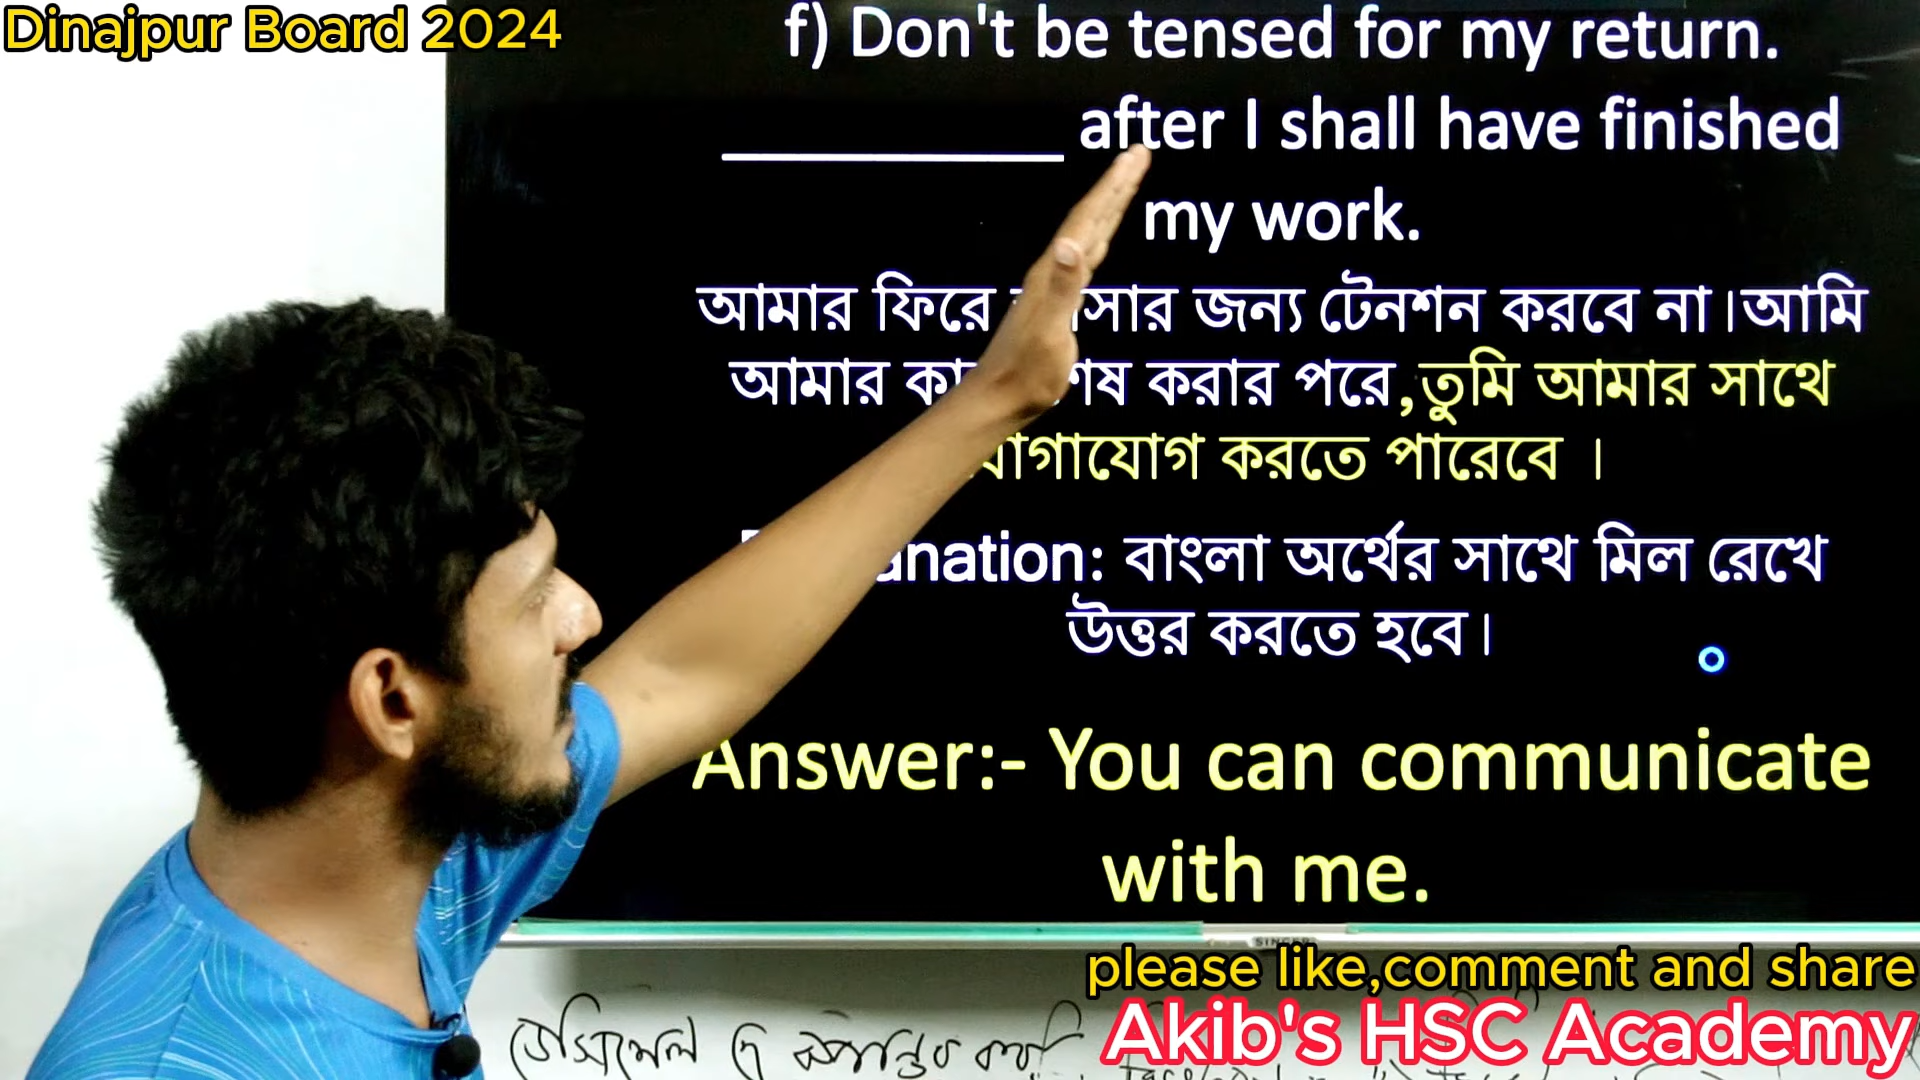 Dinajpur Board 2024
f) Don't be tensed for my return.
____________ after I shall have finished
my work.
আমার ফিরে জন্য টেনশন করবে না।আমি
আমার করার পরে,তুমি আমার সাথে
করতে পারেবে ।
বাংলা অর্থের সাথে মিল রেখে
উত্তর করতে হবে।
Answer:- You can communicate
with me.
SINGER
please like,comment and share
Akib's HSC Academy